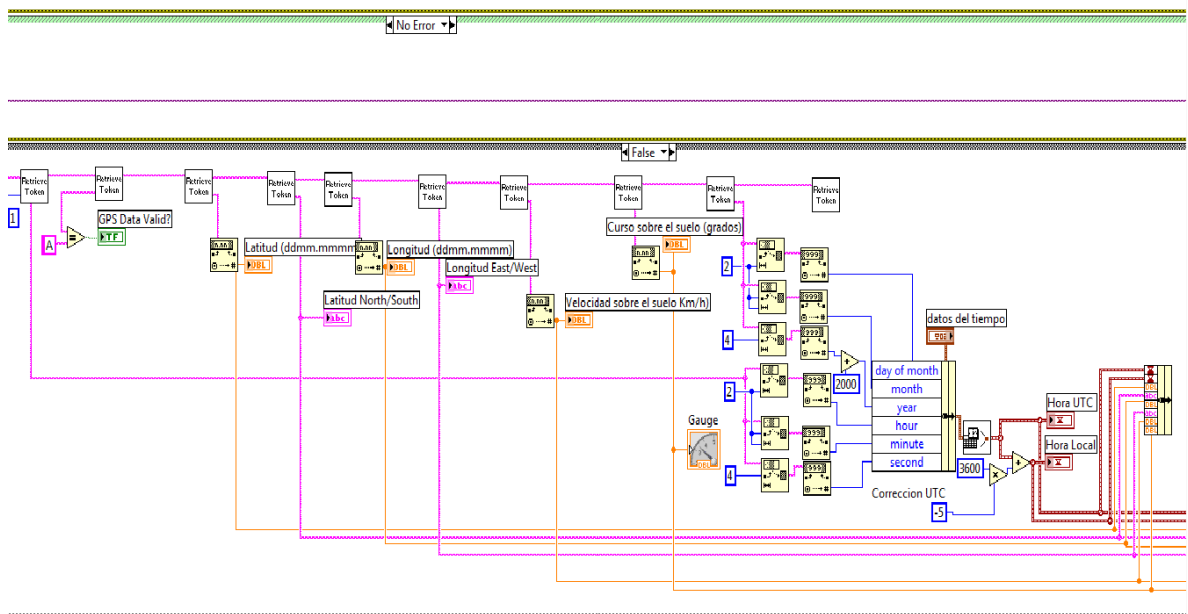 No Error
False
Retrieve Token
Retrieve Token
Retrieve Token
Retrieve Token
Retrieve Token
Retrieve Token
Retrieve Token
Retrieve Token
Retrieve Token
Retrieve Token
1
A
=
GPS Data Valid?
TF
Latitud (ddmm.mmmm
DBL
Longitud (ddmm.mmmm)
DBL
Longitud East/West
abc
Latitud North/South
abc
Curso sobre el suelo (grados)
DBL
Velocidad sobre el suelo Km/h)
DBL
2
4
2000
2
4
datos del tiempo
day of month
month
year
hour
minute
second
Gauge
DBL
Hora UTC
Hora Local
3600
Correccion UTC
-5